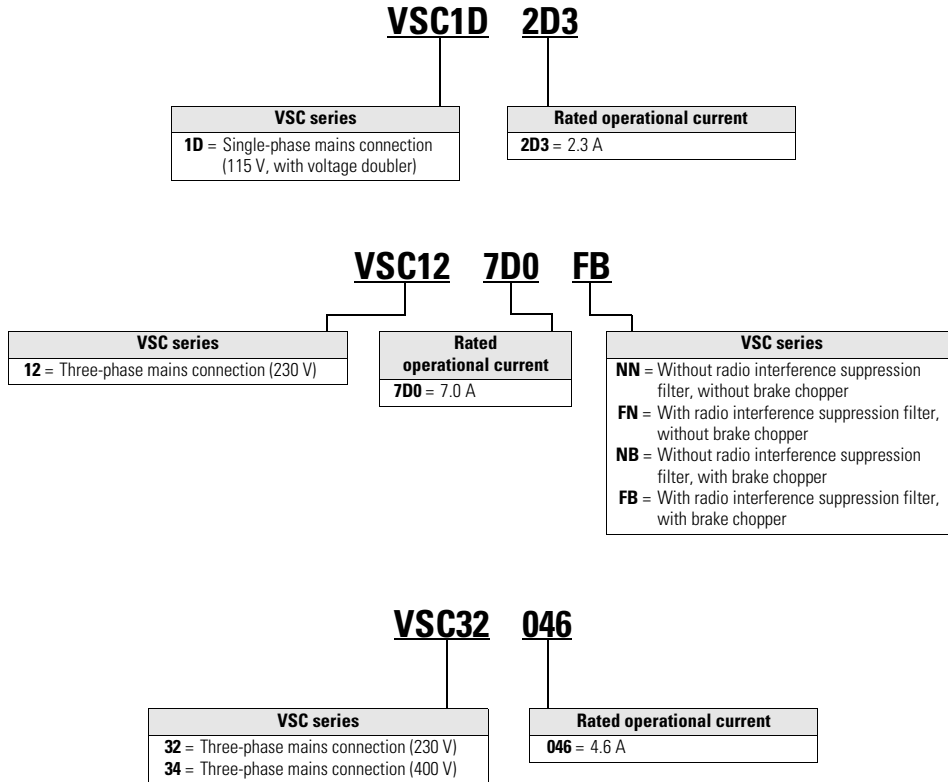 VSC1D 2D3
VSC series
1D = Single-phase mains connection
(115 V, with voltage doubler)
Rated operational current
2D3 = 2.3 A
VSC12 7D0 FB
VSC series
12 = Three-phase mains connection (230 V)
Rated
operational current
7D0 = 7.0 A
VSC series
NN = Without radio interference suppression
filter, without brake chopper
FN = With radio interference suppression filter,
without brake chopper
NB = Without radio interference suppression
filter, with brake chopper
FB = With radio interference suppression filter,
with brake chopper
VSC32 046
VSC series
32 = Three-phase mains connection (230 V)
34 = Three-phase mains connection (400 V)
Rated operational current
046 = 4.6 A